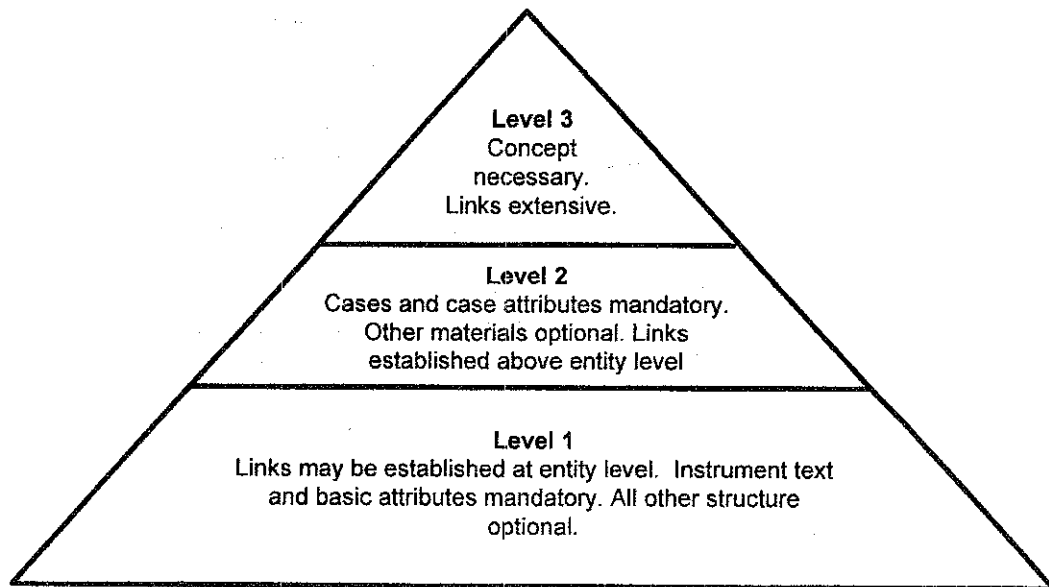 Level 3
Concept
necessary.
Links extensive.
Level 2
Cases and case attributes mandatory.
Other materials optional. Links
established above entity level
Level 1
Links may be established at entity level. Instrument text
and basic attributes mandatory. All other structure
optional.